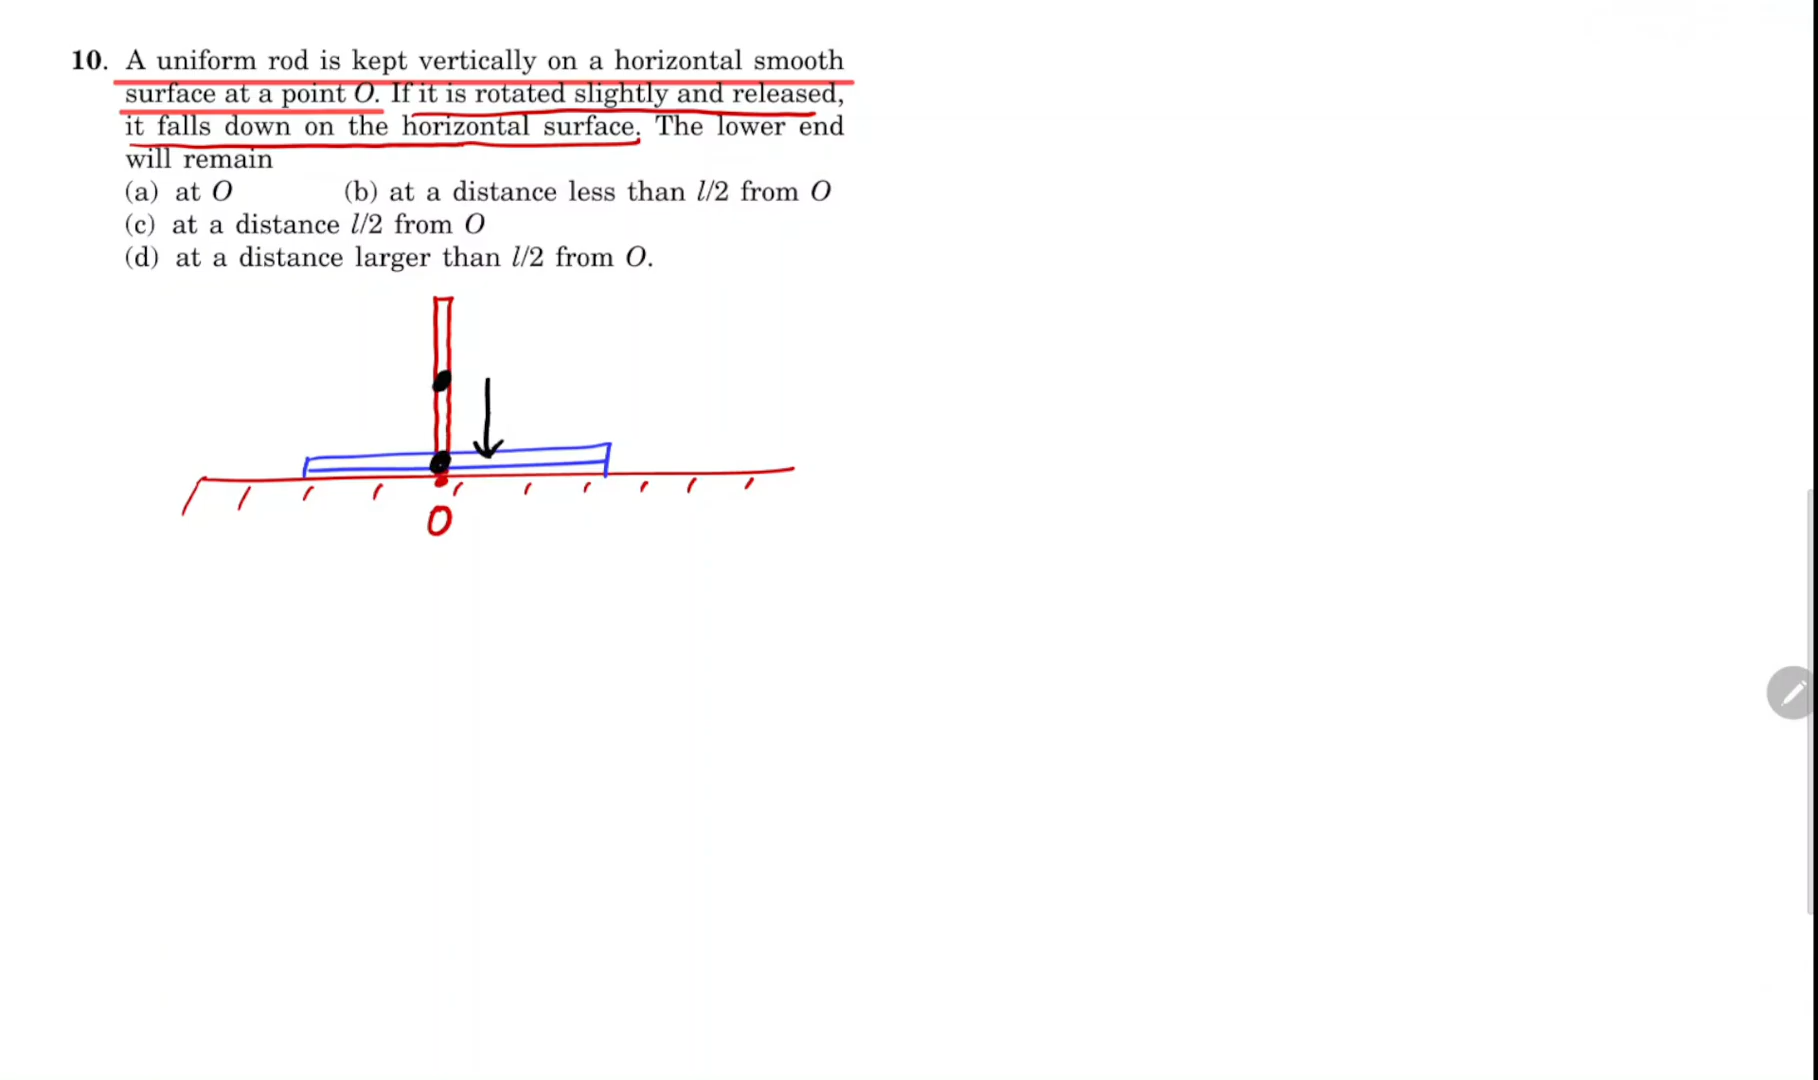 10. A uniform rod is kept vertically on a horizontal smooth
surface at a point O. If it is rotated slightly and released,
it falls down on the horizontal surface. The lower end
will remain
(a) at O (b) at a distance less than l/2 from O
(c) at a distance l/2 from O
(d) at a distance larger than l/2 from O.
O